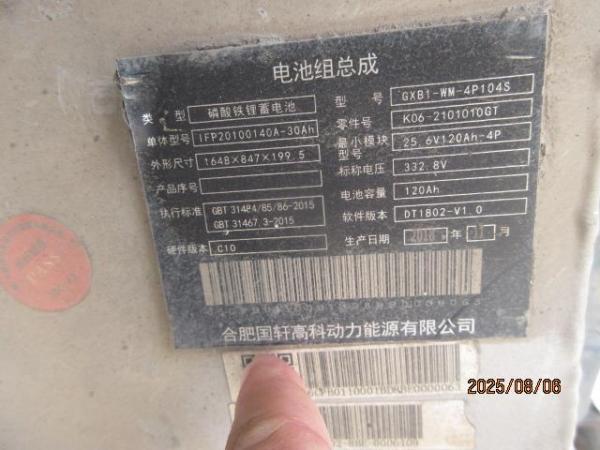 电池组总成
类 型 磷酸铁锂蓄电池
型 号 GXB1-WM-4P104S
单体型号 IFP20100140A-30Ah
零件号 K06-2101010GT
外形尺寸 1648×847×199.5
最小模块型号 25.6V120Ah-4P
产品序号
标称电压 332.8V
电池容量 120Ah
执行标准 GBT 31484/85/86-2015
GBT 31467.3-2015
软件版本 DT1802-V1.0
硬件版本 C10
生产日期 2018 年 11 月
合肥国轩高科动力能源有限公司
PASS
2025/08/06